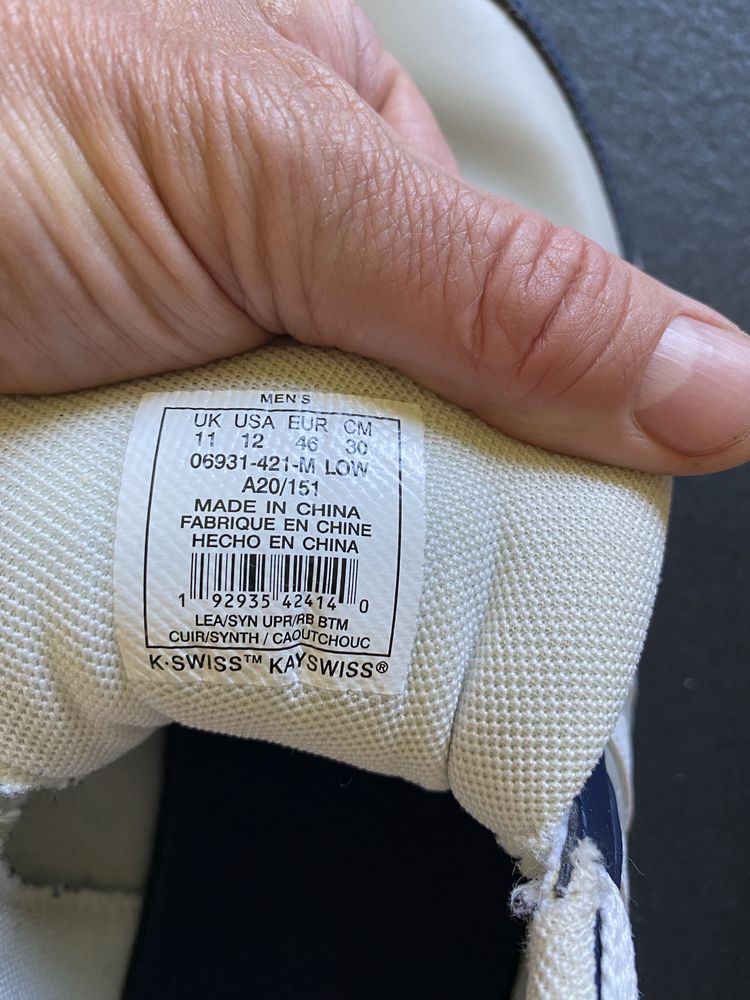 MEN'S
UK USA EUR CM
11 12 46 30
06931-421-M LOW
A20/151
MADE IN CHINA
FABRIQUE EN CHINE
HECHO EN CHINA
1 92935 42414 0
LEA/SYN UPR/RB BTM
CUIR/SYNTH / CAOUTCHOUC
K·SWISS™ KAYSWISS®